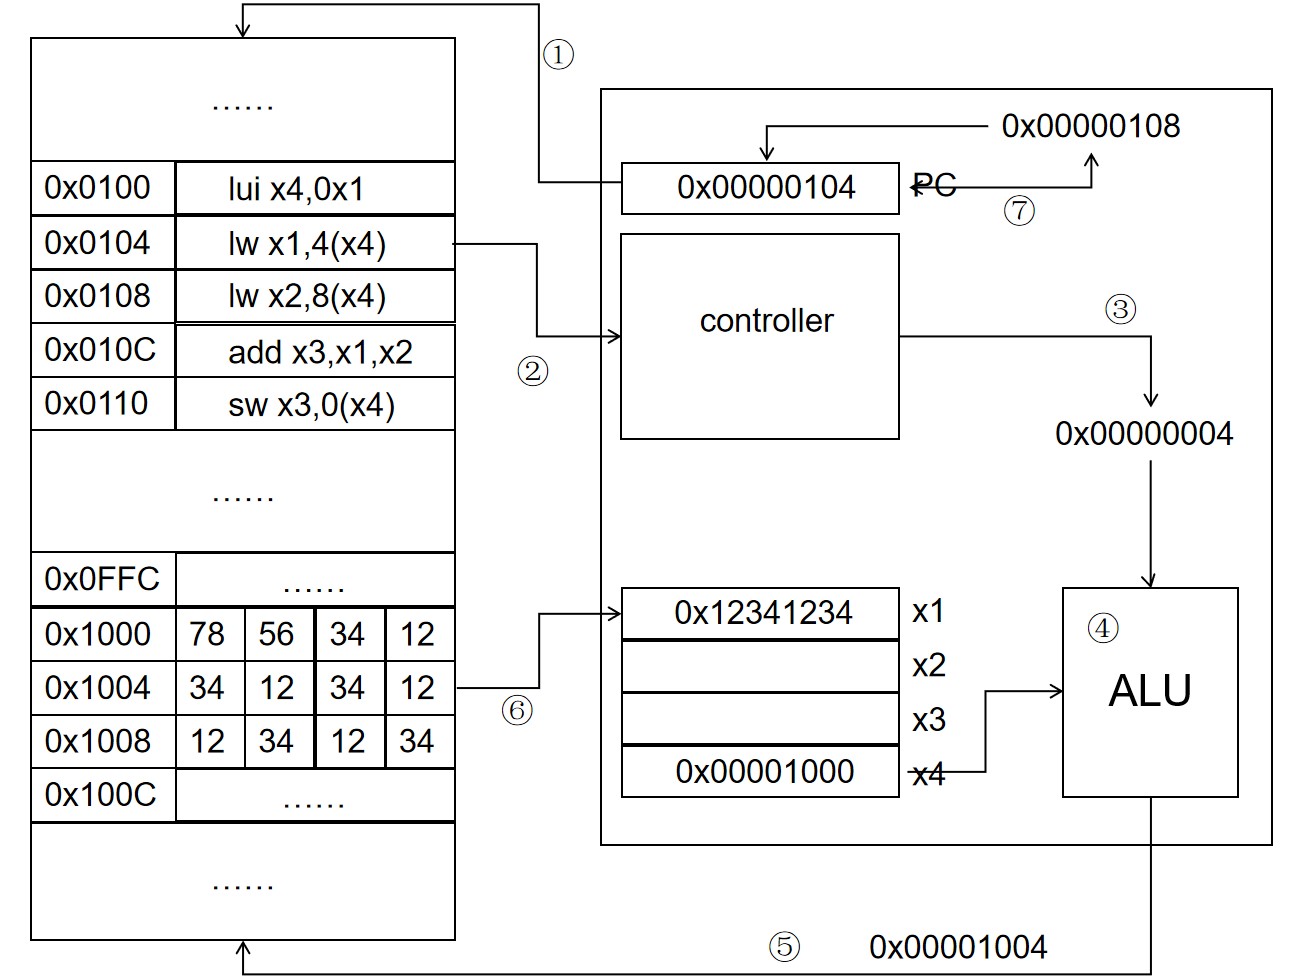 ①
……
0x00000108
0x0100 lui x4,0x1
0x00000104 PC
⑦
0x0104 lw x1,4(x4)
0x0108 lw x2,8(x4)
controller
③
0x010C add x3,x1,x2
②
0x0110 sw x3,0(x4)
0x00000004
……
0x0FFC ……
0x12341234 x1
0x1000 78 56 34 12
④
x2
0x1004 34 12 34 12
ALU
⑥
x3
0x1008 12 34 12 34
0x00001000 x4
0x100C ……
……
⑤ 0x00001004